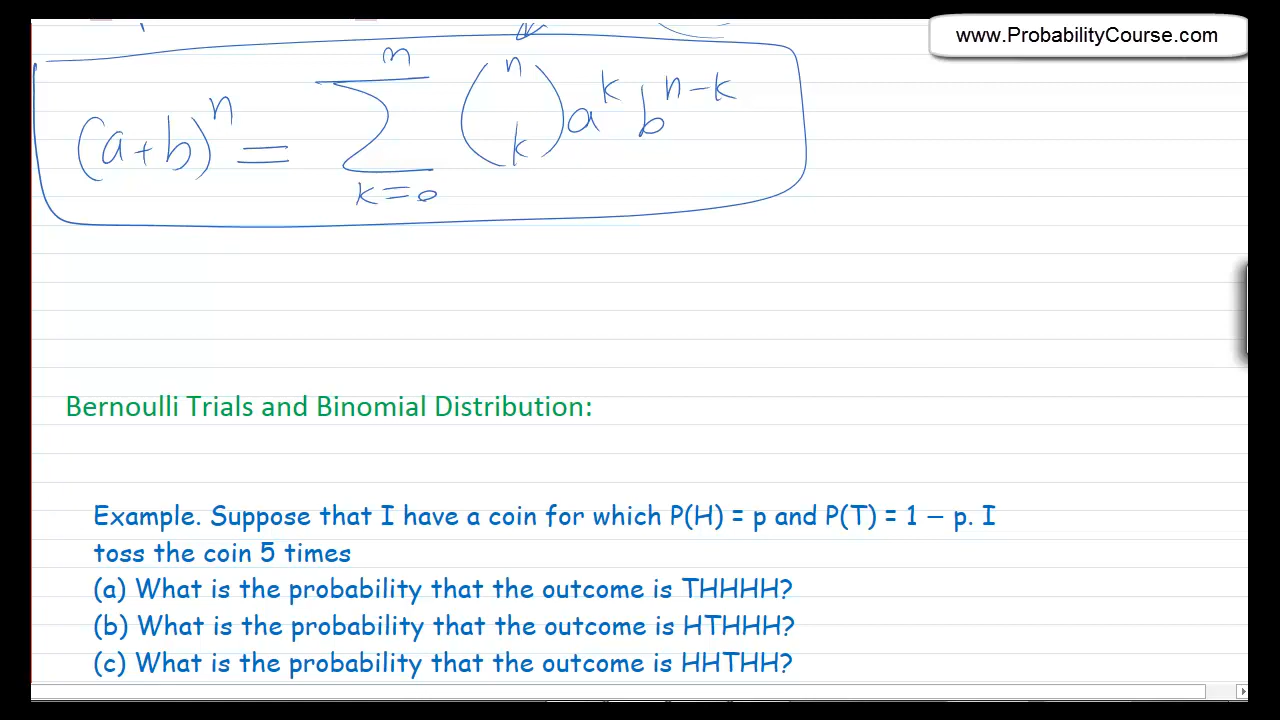 www.ProbabilityCourse.com
(a+b)^n = \sum_{k=0}^{n} \binom{n}{k} a^k b^{n-k}
Bernoulli Trials and Binomial Distribution:
Example. Suppose that I have a coin for which P(H) = p and P(T) = 1 – p. I
toss the coin 5 times
(a) What is the probability that the outcome is THHHH?
(b) What is the probability that the outcome is HTHHH?
(c) What is the probability that the outcome is HHTHH?